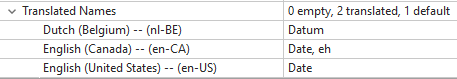 Translated Names 0 empty, 2 translated, 1 default
Dutch (Belgium) -- (nl-BE) Datum
English (Canada) -- (en-CA) Date, eh
English (United States) -- (en-US) Date